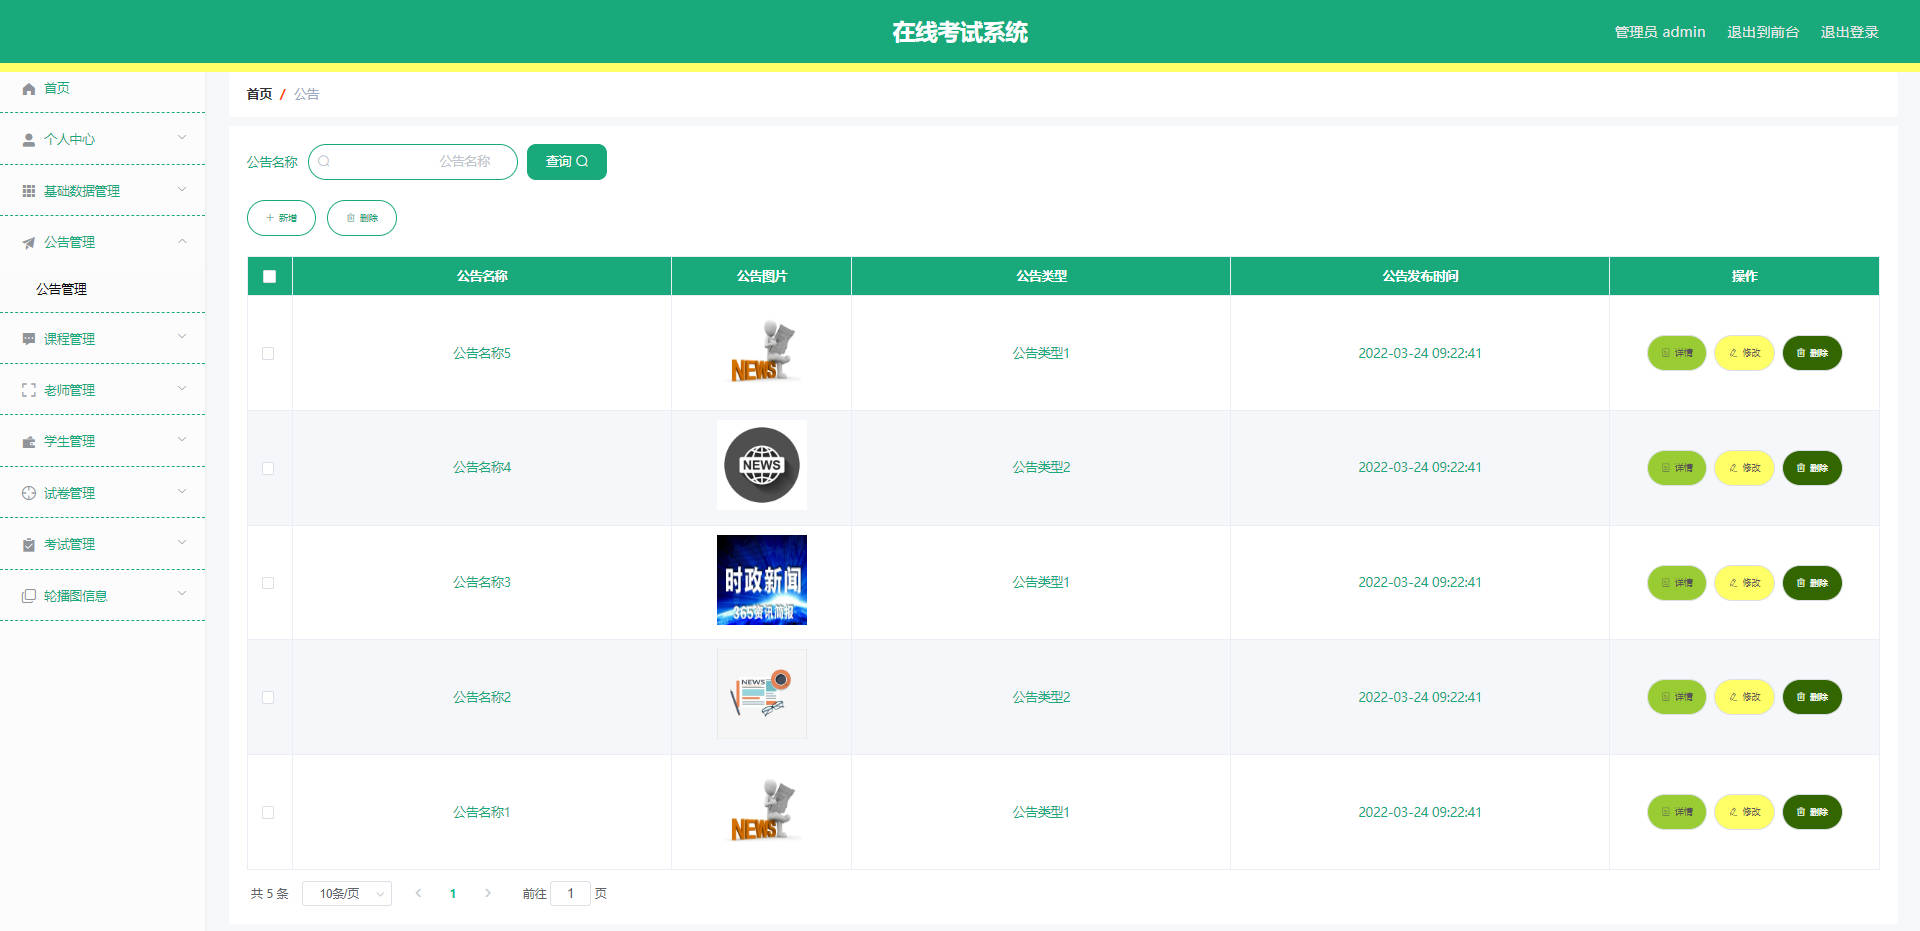 在线考试系统
管理员 admin 退出到前台 退出登录
首页
个人中心
基础数据管理
公告管理
公告管理
课程管理
老师管理
学生管理
试卷管理
考试管理
轮播图信息
首页 / 公告
公告名称 公告名称 查询
新增 删除
公告名称 公告图片 公告类型 公告发布时间 操作
公告名称5 NEWS 公告类型1 2022-03-24 09:22:41 详情 修改 删除
公告名称4 NEWS 公告类型2 2022-03-24 09:22:41 详情 修改 删除
公告名称3 时政新闻 公告类型1 2022-03-24 09:22:41 详情 修改 删除
365资讯简报
公告名称2 NEWS 公告类型2 2022-03-24 09:22:41 详情 修改 删除
公告名称1 NEWS 公告类型1 2022-03-24 09:22:41 详情 修改 删除
共 5 条 10条/页 1 前往 1 页